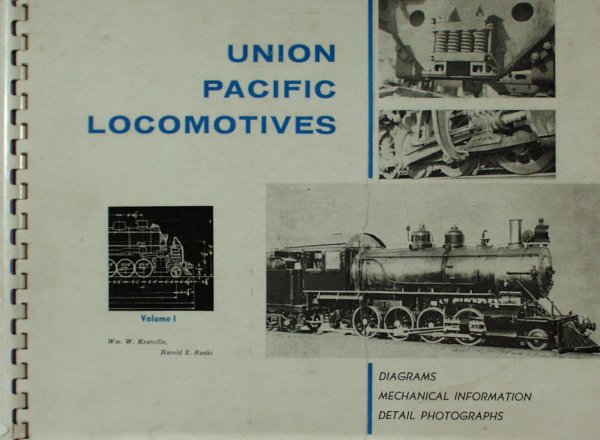 UNION
PACIFIC
LOCOMOTIVES
Volume I
Wm. W. Kratville,
Harold E. Ranks
DIAGRAMS
MECHANICAL INFORMATION
DETAIL PHOTOGRAPHS